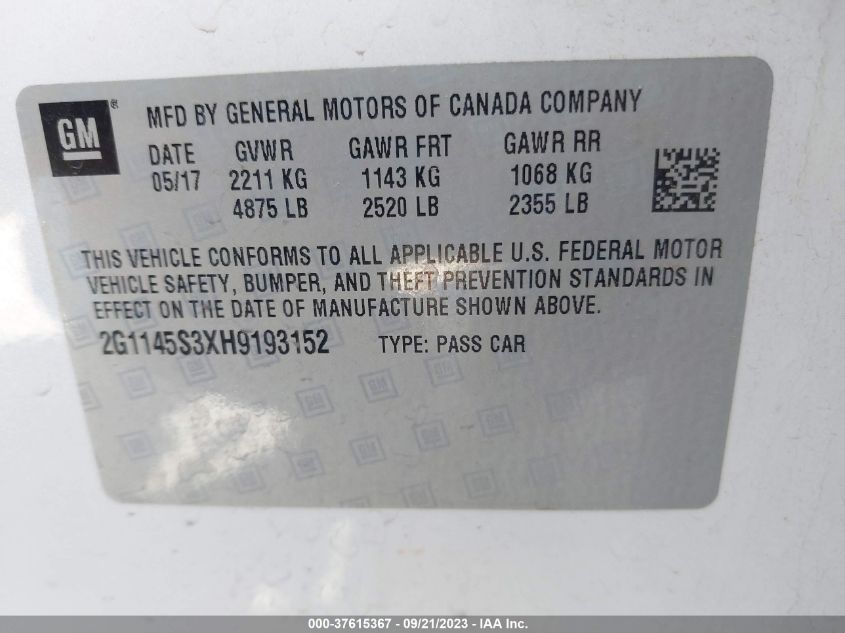 GM ® MFD BY GENERAL MOTORS OF CANADA COMPANY
DATE GVWR GAWR FRT GAWR RR
05/17 2211 KG 1143 KG 1068 KG
4875 LB 2520 LB 2355 LB
THIS VEHICLE CONFORMS TO ALL APPLICABLE U.S. FEDERAL MOTOR
VEHICLE SAFETY, BUMPER, AND THEFT PREVENTION STANDARDS IN
EFFECT ON THE DATE OF MANUFACTURE SHOWN ABOVE.
2G1145S3XH9193152 TYPE: PASS CAR
000-37615367 - 09/21/2023 - IAAI.COM